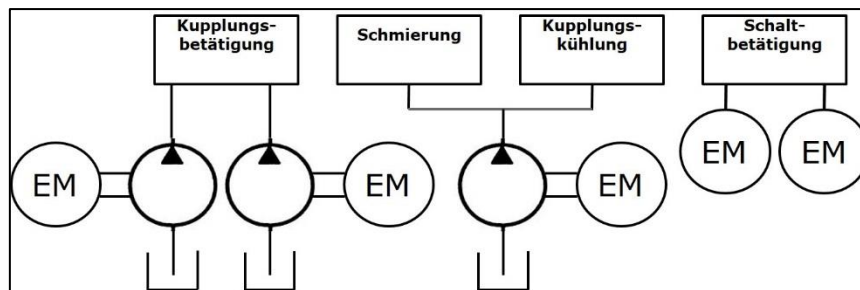 Kupplungs-
betätigung
Schmierung
Kupplungs-
kühlung
Schalt-
betätigung
EM
EM
EM
EM
EM